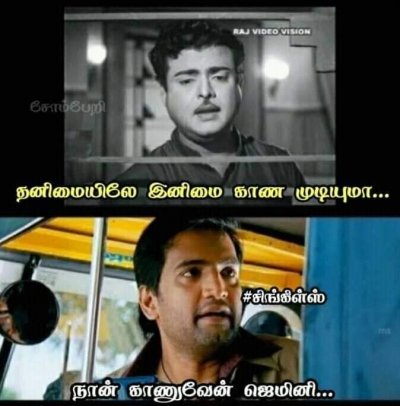 RAJ VIDEO VISION
சோம்பேறி
தனிமையிலே இனிமை காண முடியுமா...
#சிங்கிள்ஸ்
நான் காணுவேன் ஜெமினி...